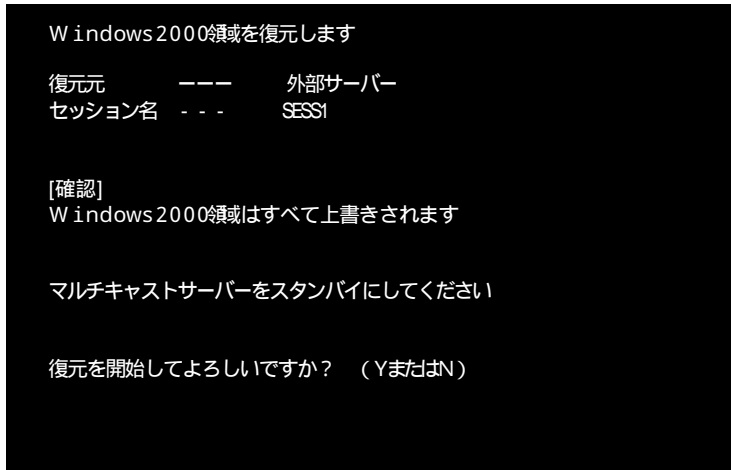 Windows2000領域を復元します
復元元 ーーー 外部サーバー
セッション名 - - - SESS1
[確認]
Windows2000領域はすべて上書きされます
マルチキャストサーバーをスタンバイにしてください
復元を開始してよろしいですか? (YまたはN)